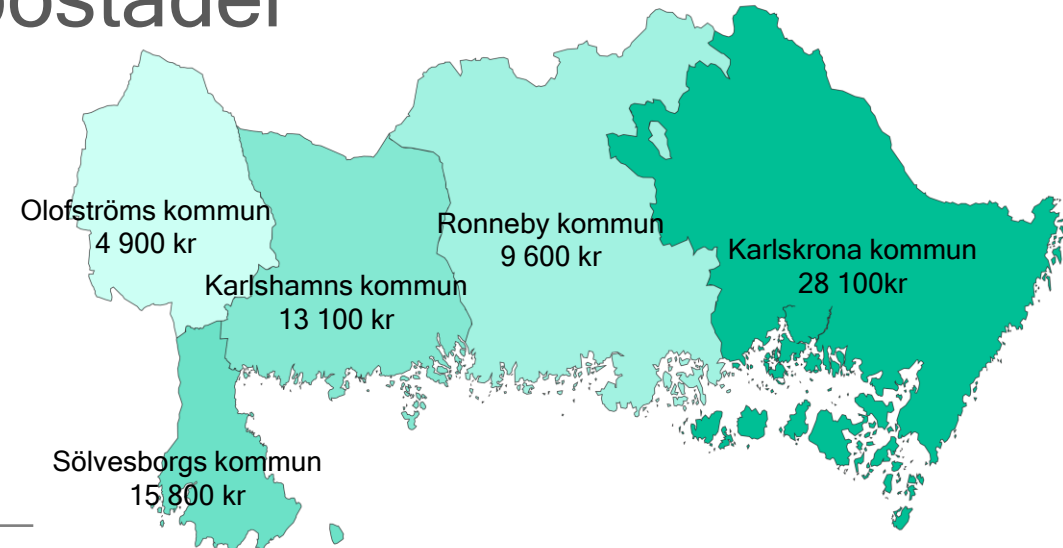 Olofströms kommun
4 900 kr
Karlshamns kommun
13 100 kr
Ronneby kommun
9 600 kr
Karlskrona kommun
28 100kr
Sölvesborgs kommun
15 800 kr